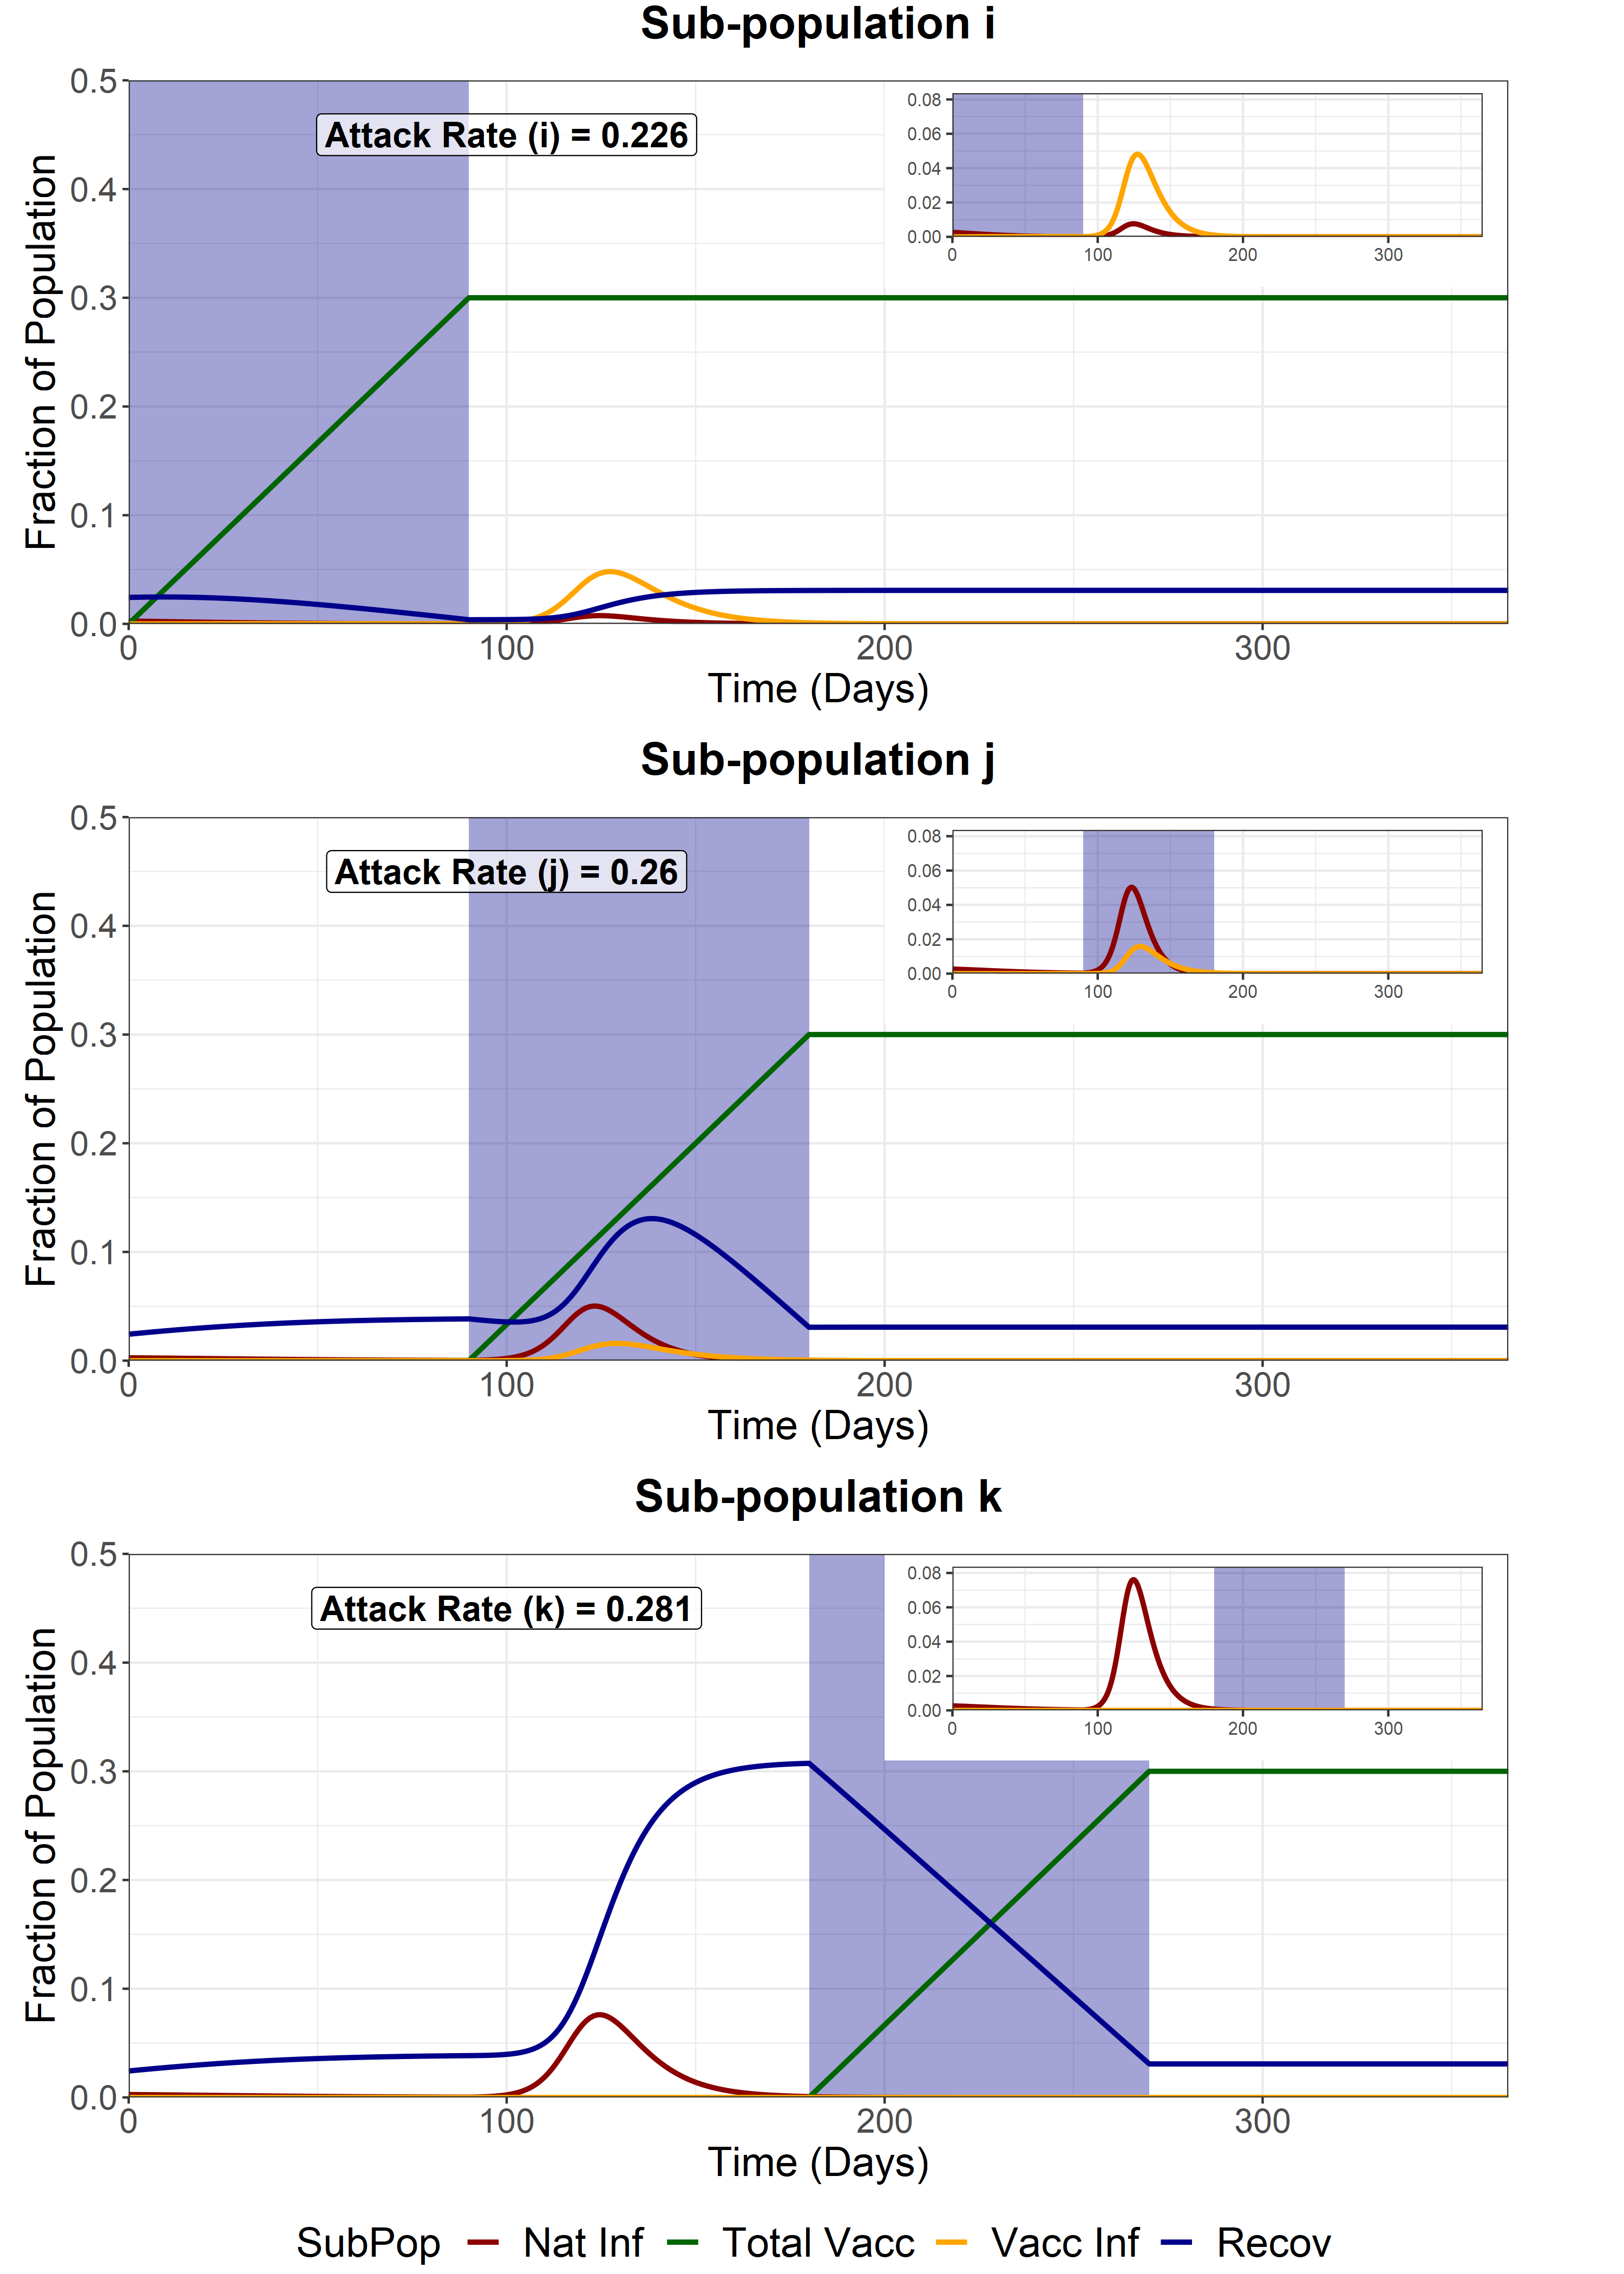 Sub-population i
Fraction of Population
0.5
0.4
0.3
0.2
0.1
0.0
Attack Rate (i) = 0.226
0.08
0.06
0.04
0.02
0.00
0 100 200 300
0 100 200 300
Time (Days)
Sub-population j
Fraction of Population
0.5
0.4
0.3
0.2
0.1
0.0
Attack Rate (j) = 0.26
0.08
0.06
0.04
0.02
0.00
0 100 200 300
0 100 200 300
Time (Days)
Sub-population k
Fraction of Population
0.5
0.4
0.3
0.2
0.1
0.0
Attack Rate (k) = 0.281
0.08
0.06
0.04
0.02
0.00
0 100 200 300
0 100 200 300
Time (Days)
SubPop Nat Inf Total Vacc Vacc Inf Recov